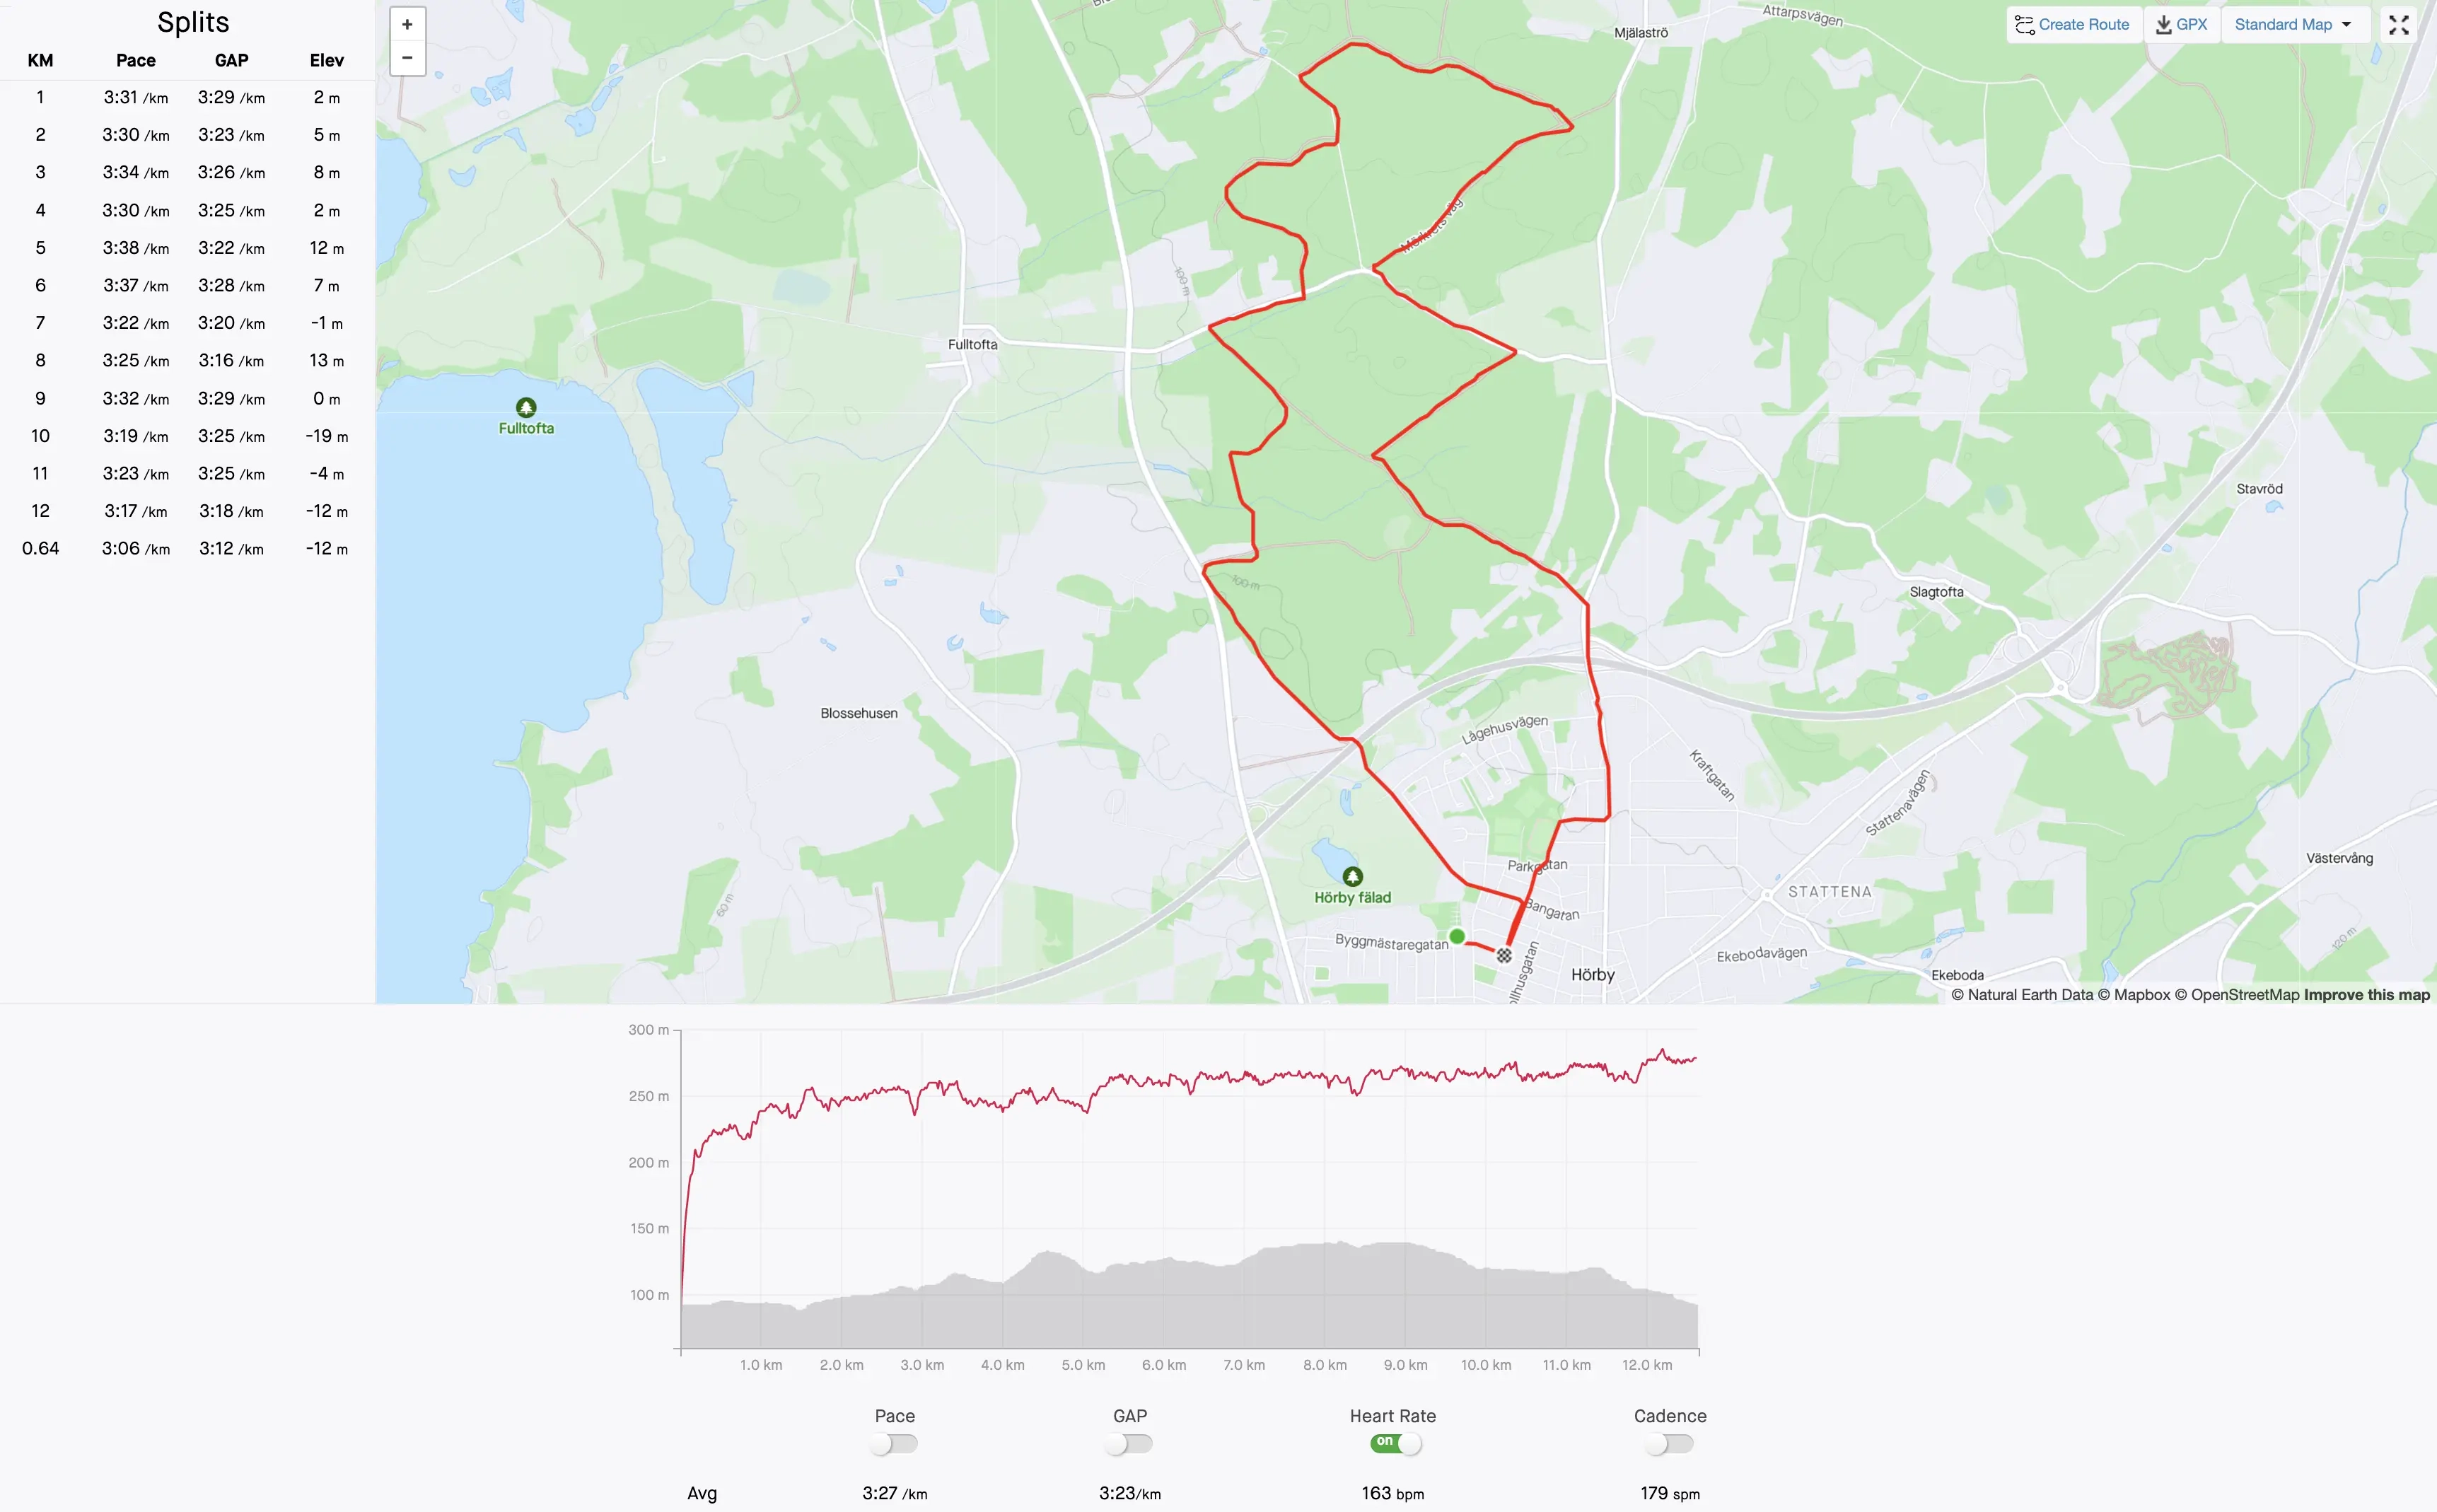 Splits
KM Pace GAP Elev
1 3:31 /km 3:29 /km 2 m
2 3:30 /km 3:23 /km 5 m
3 3:34 /km 3:26 /km 8 m
4 3:30 /km 3:25 /km 2 m
5 3:38 /km 3:22 /km 12 m
6 3:37 /km 3:28 /km 7 m
7 3:22 /km 3:20 /km -1 m
8 3:25 /km 3:16 /km 13 m
9 3:32 /km 3:29 /km 0 m
10 3:19 /km 3:25 /km -19 m
11 3:23 /km 3:25 /km -4 m
12 3:17 /km 3:18 /km -12 m
0.64 3:06 /km 3:12 /km -12 m
+
−
Create Route
GPX
Standard Map
Attarpsvägen
Mjälaströ
Mörkrets väg
100 m
Fulltofta
Fulltofta
Stavröd
100 m
Slagtofta
Blossehusen
Lågehusvägen
Kraftgatan
Stattenavägen
Västervång
Parkgatan
STATTENA
Hörby fälad
60 m
Bangatan
Byggmästaregatan
120 m
Ekebodavägen
Hörby
Ekeboda
© Natural Earth Data © Mapbox © OpenStreetMap Improve this map
300 m
250 m
200 m
150 m
100 m
1.0 km 2.0 km 3.0 km 4.0 km 5.0 km 6.0 km 7.0 km 8.0 km 9.0 km 10.0 km 11.0 km 12.0 km
Pace GAP Heart Rate Cadence
on
Avg 3:27 /km 3:23/km 163 bpm 179 spm